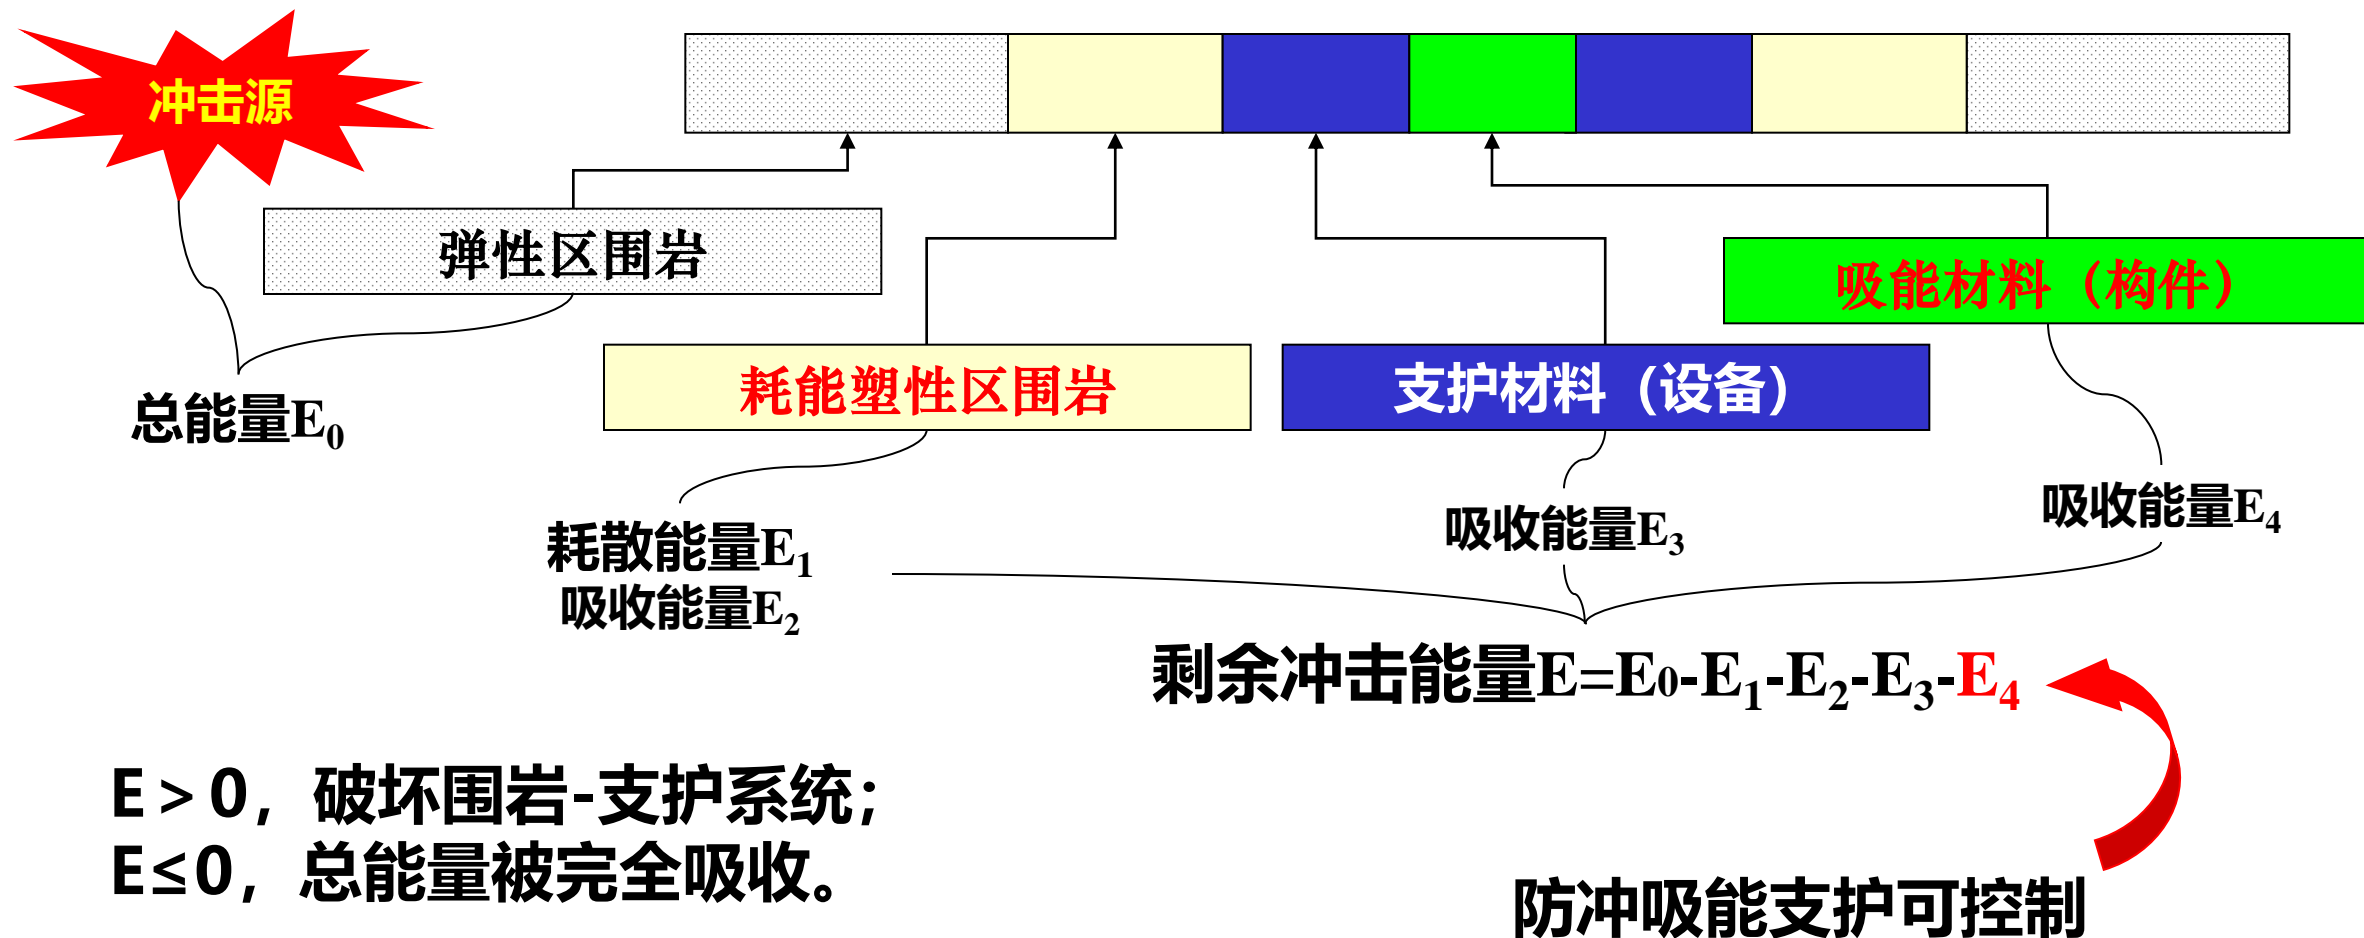 冲击源
弹性区围岩
吸能材料（构件）
耗能塑性区围岩
支护材料（设备）
总能量E₀
耗散能量E₁
吸收能量E₂
吸收能量E₃
吸收能量E₄
剩余冲击能量E=E₀-E₁-E₂-E₃-E₄
E＞0，破坏围岩-支护系统；
E≤0，总能量被完全吸收。
防冲吸能支护可控制